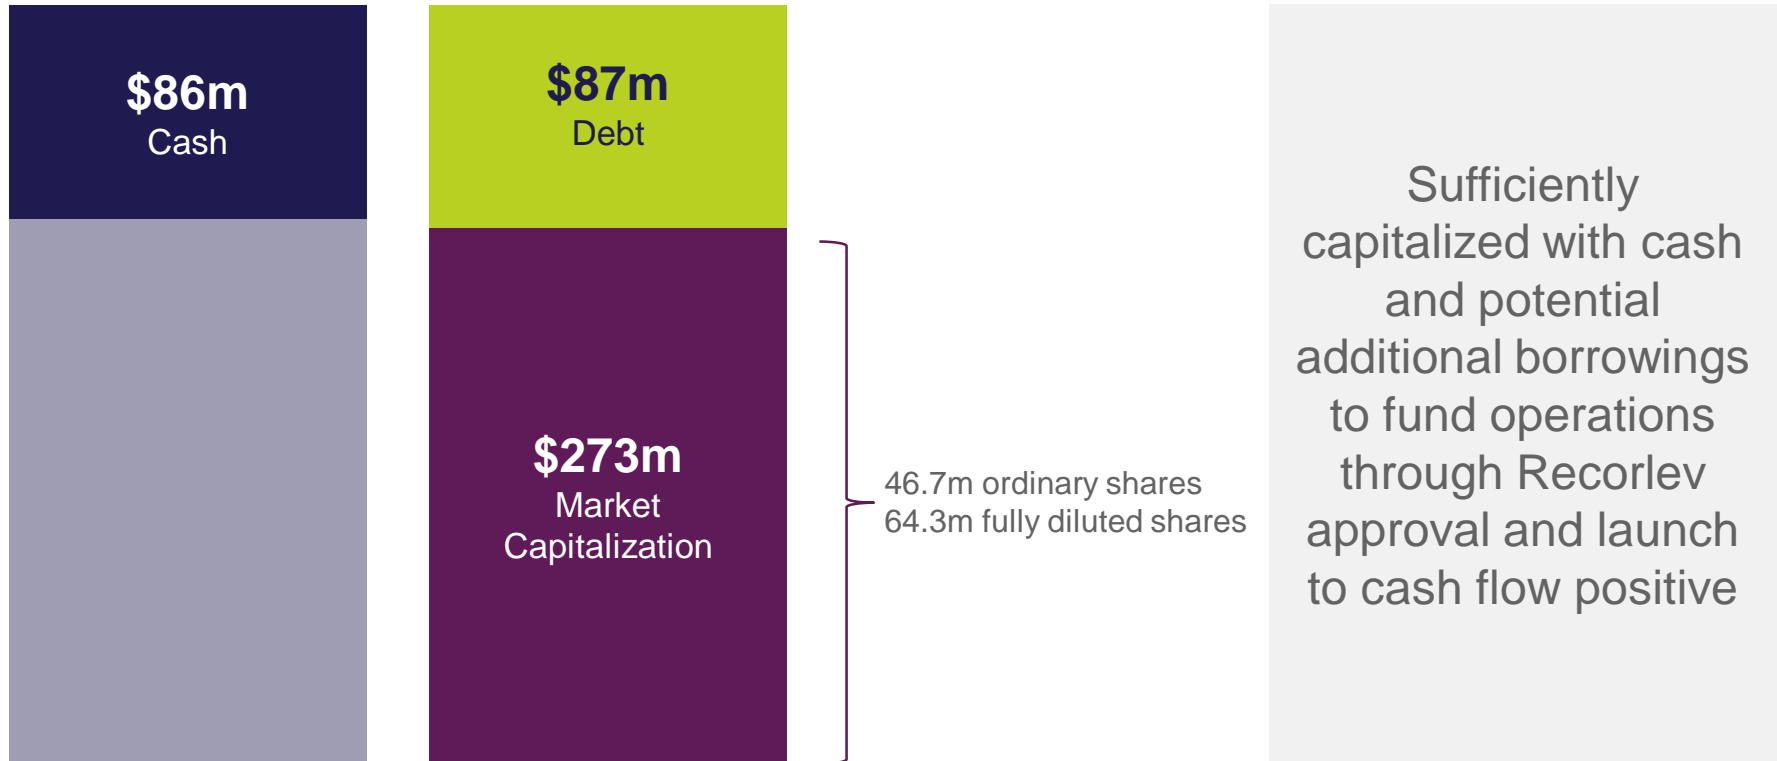 $86m
Cash
$87m
Debt
$273m
Market
Capitalization
46.7m ordinary shares
64.3m fully diluted shares
Sufficiently
capitalized with cash
and potential
additional borrowings
to fund operations
through Recorlev
approval and launch
to cash flow positive